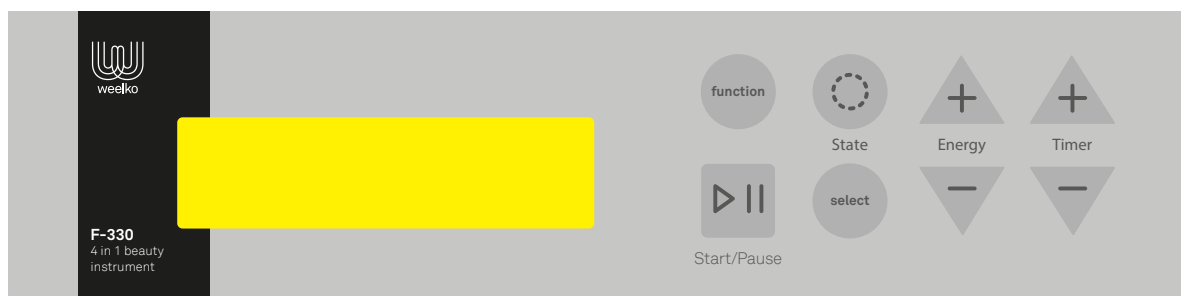 weelko
F-330
4 in 1 beauty
instrument
function
State
Energy
Timer
select
Start/Pause